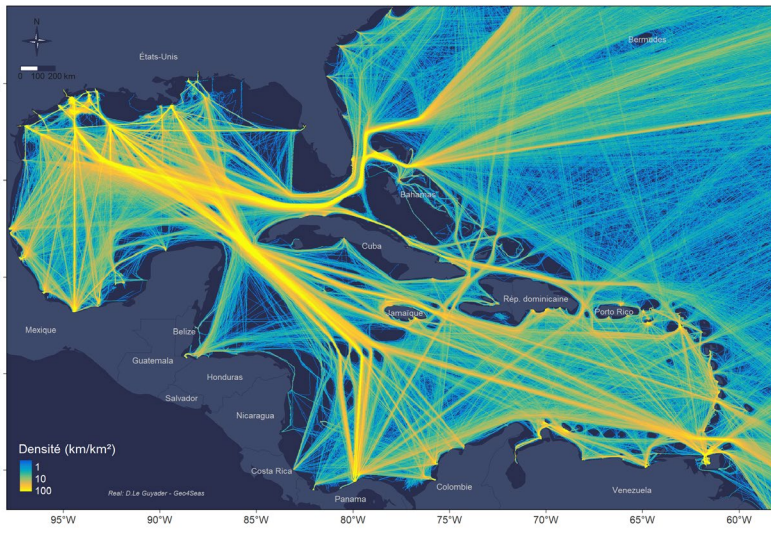 N
0 100 200 km
États-Unis
Bermudes
Bahamas
Cuba
Mexique
Jamaïque
Rép. dominicaine
Porto Rico
Belize
Guatemala
Honduras
Salvador
Nicaragua
Costa Rica
Panama
Colombie
Venezuela
Densité (km/km²)
1
10
100
Real: D.Le Guyader - Geo4Seas
95°W 90°W 85°W 80°W 75°W 70°W 65°W 60°W